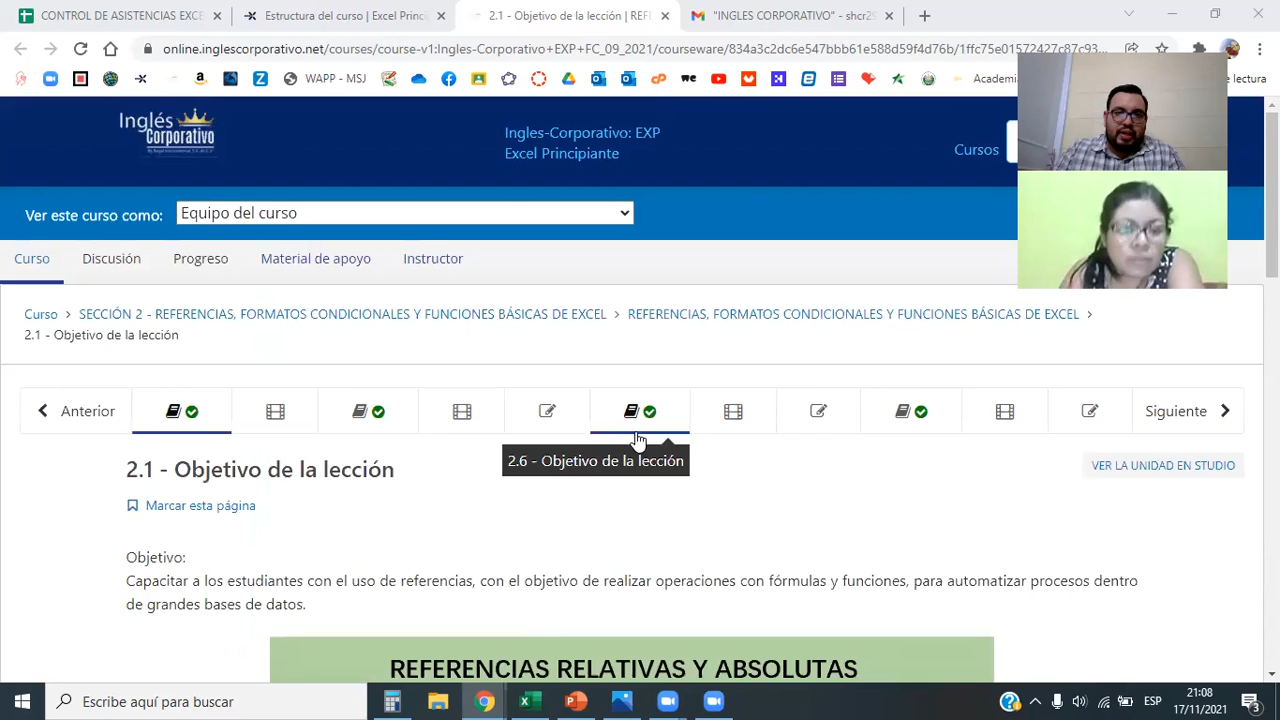 CONTROL DE ASISTENCIAS EXCE
Estructura del curso | Excel Princi
2.1 - Objetivo de la lección | REF
"INGLES CORPORATIVO" - shcr2
online.inglescorporativo.net/courses/course-v1:Ingles-Corporativo+EXP+FC_09_2021/courseware/834a3c2dc6e547bbb61e588d59f4d76b/1ffc75e01572427c87c93...
WAPP - MSJ
Academia
lectura
Inglés
Corporativo
Ingles-Corporativo: EXP
Excel Principiante
Cursos
Ver este curso como:
Equipo del curso
Curso
Discusión
Progreso
Material de apoyo
Instructor
Curso > SECCIÓN 2 - REFERENCIAS, FORMATOS CONDICIONALES Y FUNCIONES BÁSICAS DE EXCEL > REFERENCIAS, FORMATOS CONDICIONALES Y FUNCIONES BÁSICAS DE EXCEL >
2.1 - Objetivo de la lección
Anterior
Siguiente
2.6 - Objetivo de la lección
2.1 - Objetivo de la lección
VER LA UNIDAD EN STUDIO
Marcar esta página
Objetivo:
Capacitar a los estudiantes con el uso de referencias, con el objetivo de realizar operaciones con fórmulas y funciones, para automatizar procesos dentro
de grandes bases de datos.
REFERENCIAS RELATIVAS Y ABSOLUTAS
Escribe aquí para buscar
ESP
21:08
17/11/2021
3